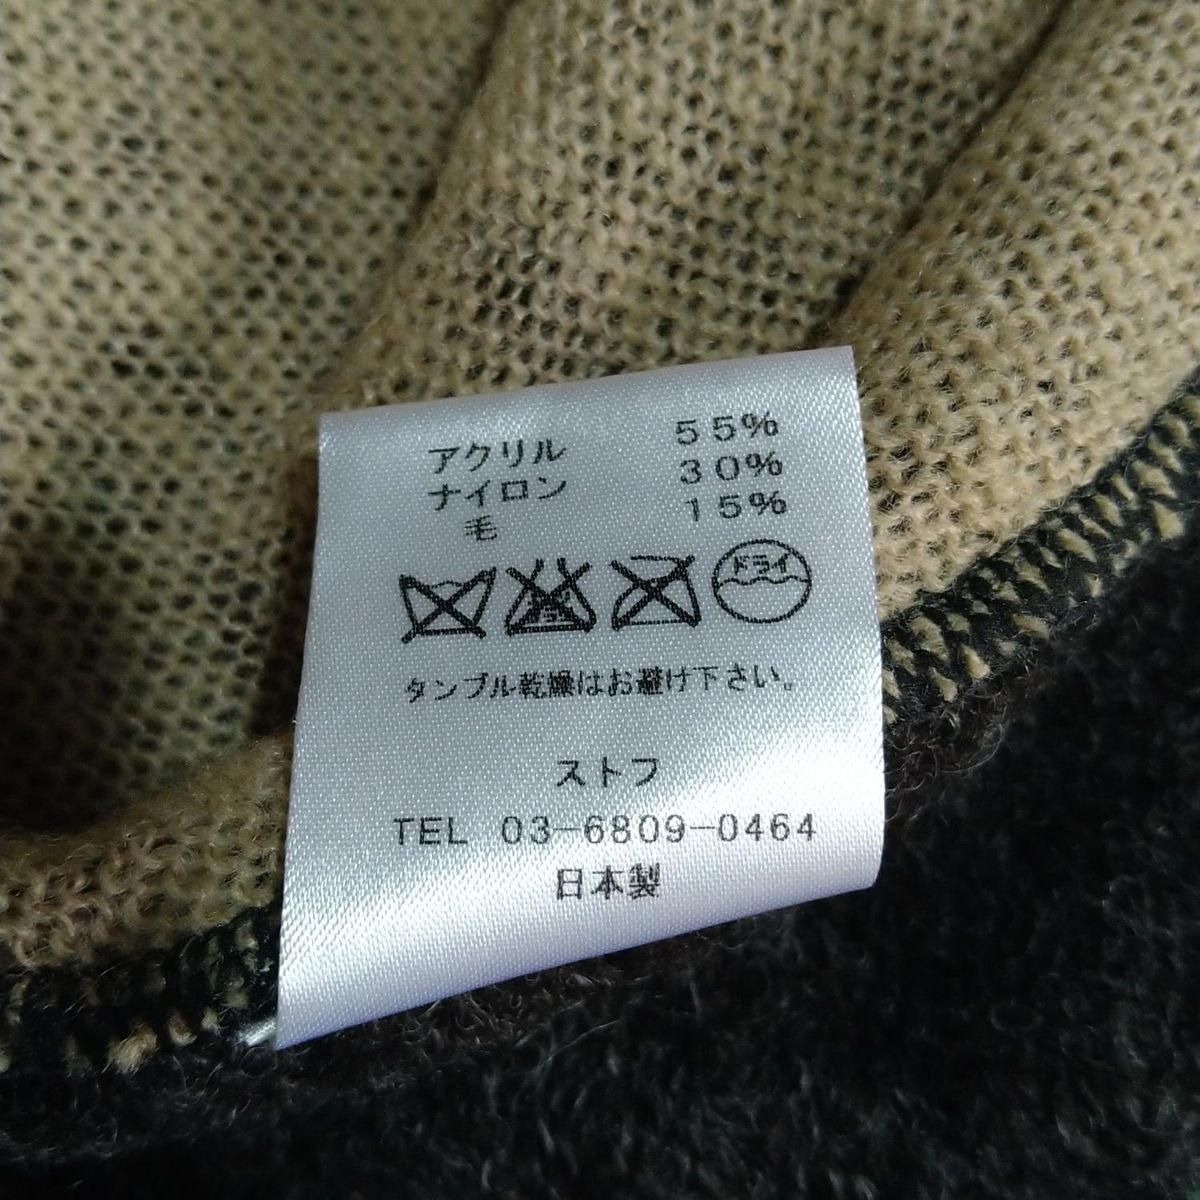 アクリル 55%
ナイロン 30%
毛 15%
ドライ
タンブル乾燥はお避け下さい。
ストフ
TEL 03-6809-0464
日本製